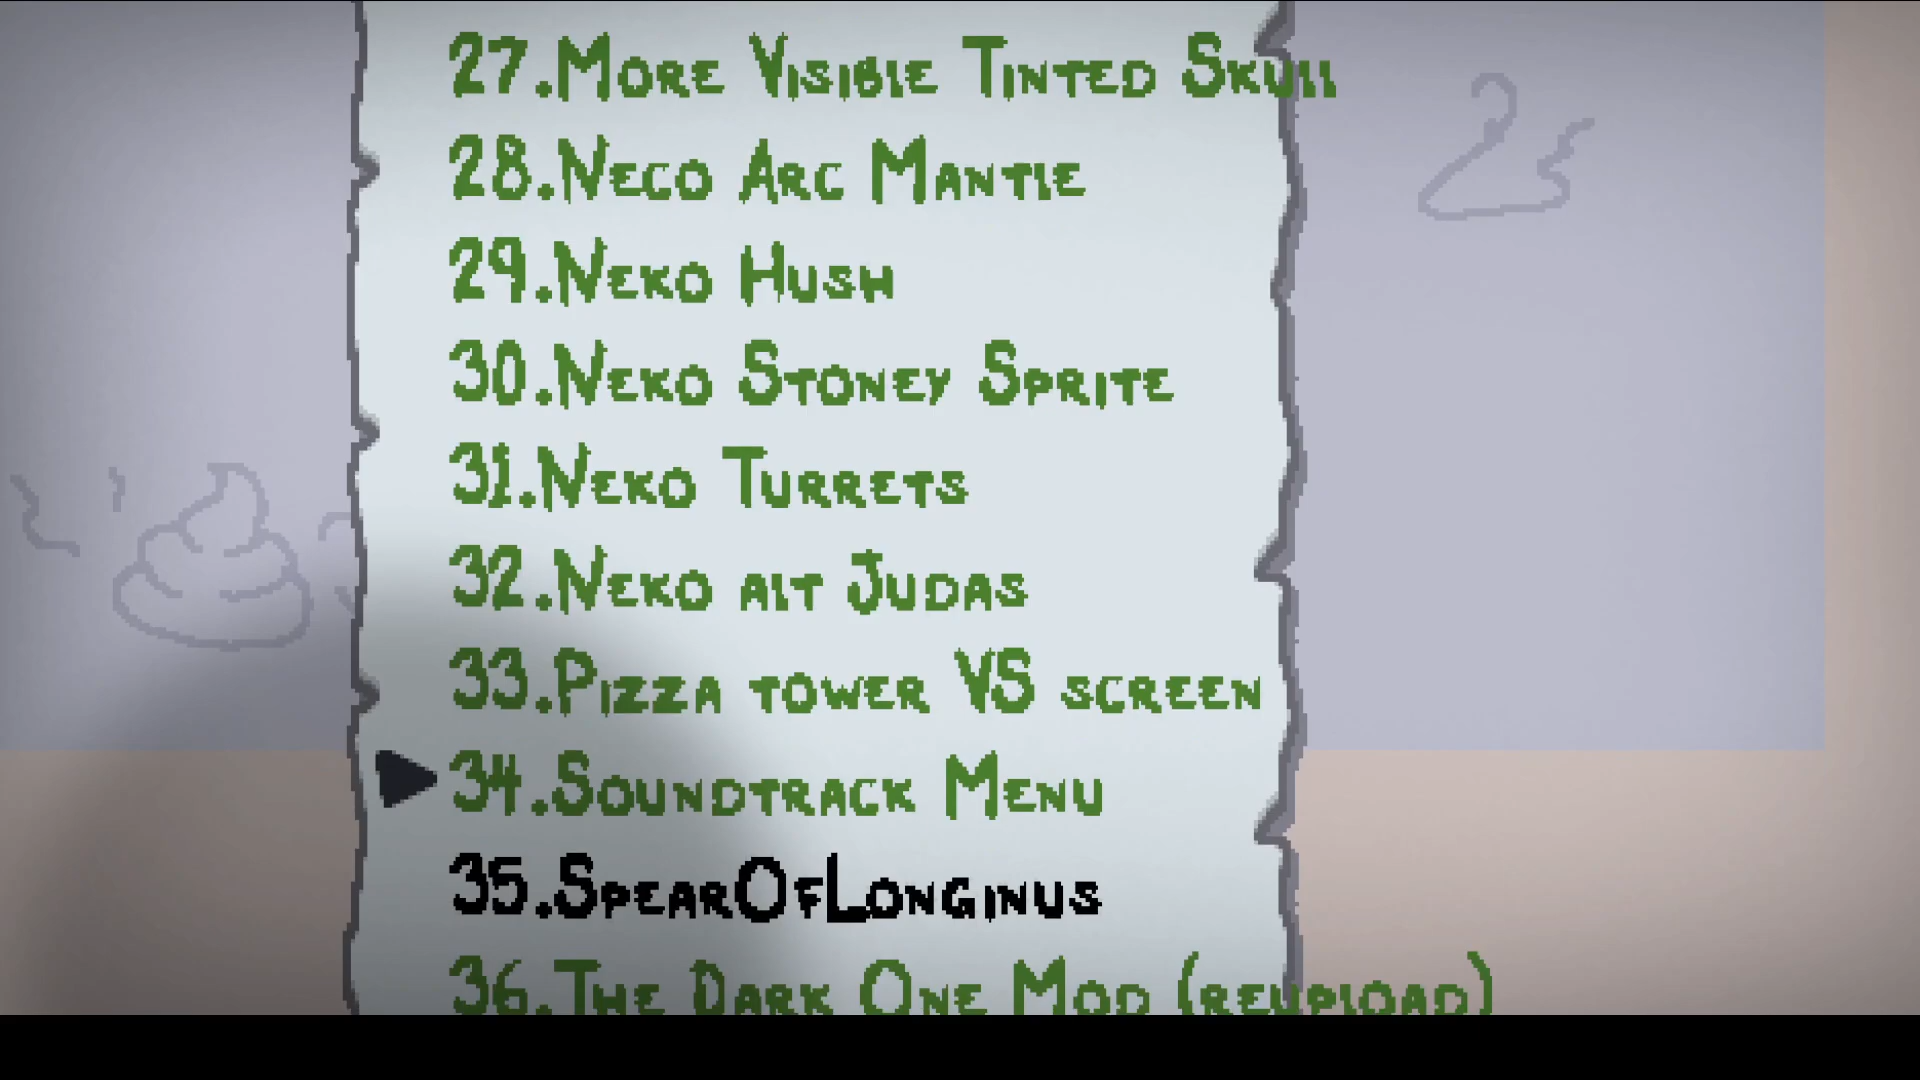 27.More Visible Tinted Skull
28.Neco Arc Mantle
29.Neko Hush
30.Neko Stoney Sprite
31.Neko Turrets
32.Neko alt Judas
33.Pizza tower VS screen
34.Soundtrack Menu
35.SpearOfLonginus
36.The Dark One Mod (reupload)